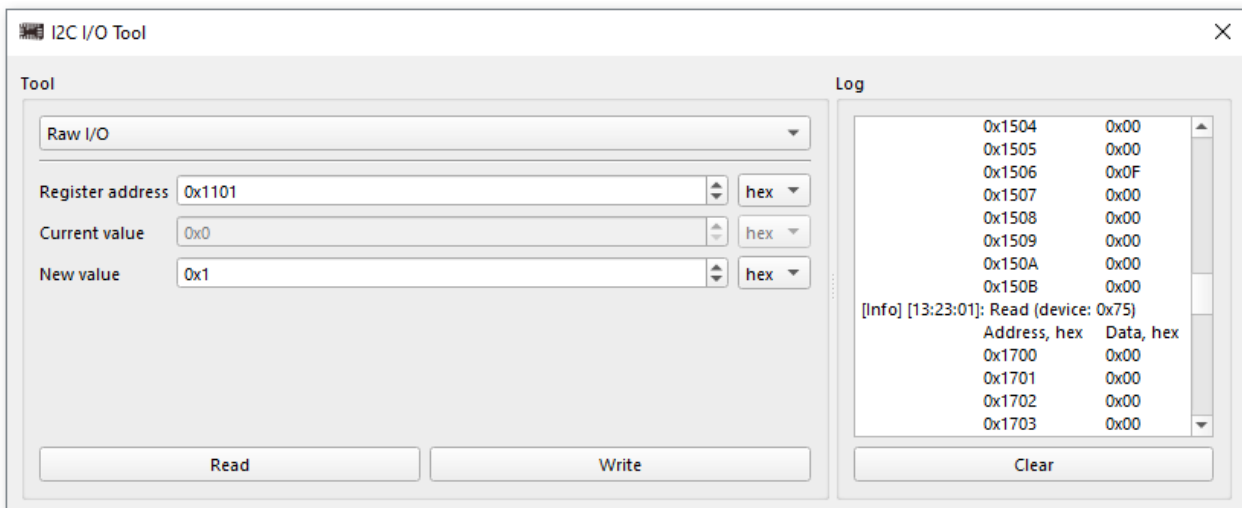 I2C I/O Tool
Tool
Raw I/O
Register address 0x1101 hex
Current value 0x0 hex
New value 0x1 hex
Read Write
Log
0x1504 0x00
0x1505 0x00
0x1506 0x0F
0x1507 0x00
0x1508 0x00
0x1509 0x00
0x150A 0x00
0x150B 0x00
[Info] [13:23:01]: Read (device: 0x75)
Address, hex Data, hex
0x1700 0x00
0x1701 0x00
0x1702 0x00
0x1703 0x00
Clear